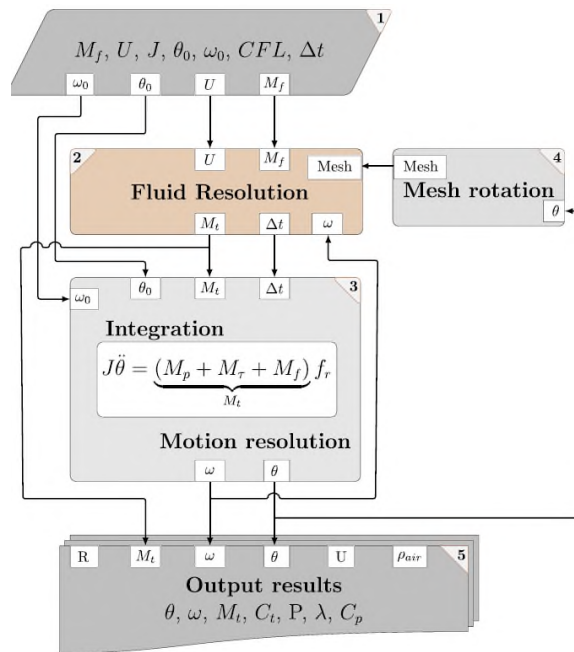 1
M_f, U, J, θ_0, ω_0, CFL, Δt
ω_0 θ_0 U M_f
2 U M_f Mesh
Fluid Resolution
M_t Δt ω
Mesh 4
Mesh rotation
θ
ω_0 θ_0 M_t Δt 3
Integration
Jθ̈ = (M_p + M_τ + M_f) f_r
M_t
Motion resolution
ω θ
R M_t ω θ U ρ_air 5
Output results
θ, ω, M_t, C_t, P, λ, C_p